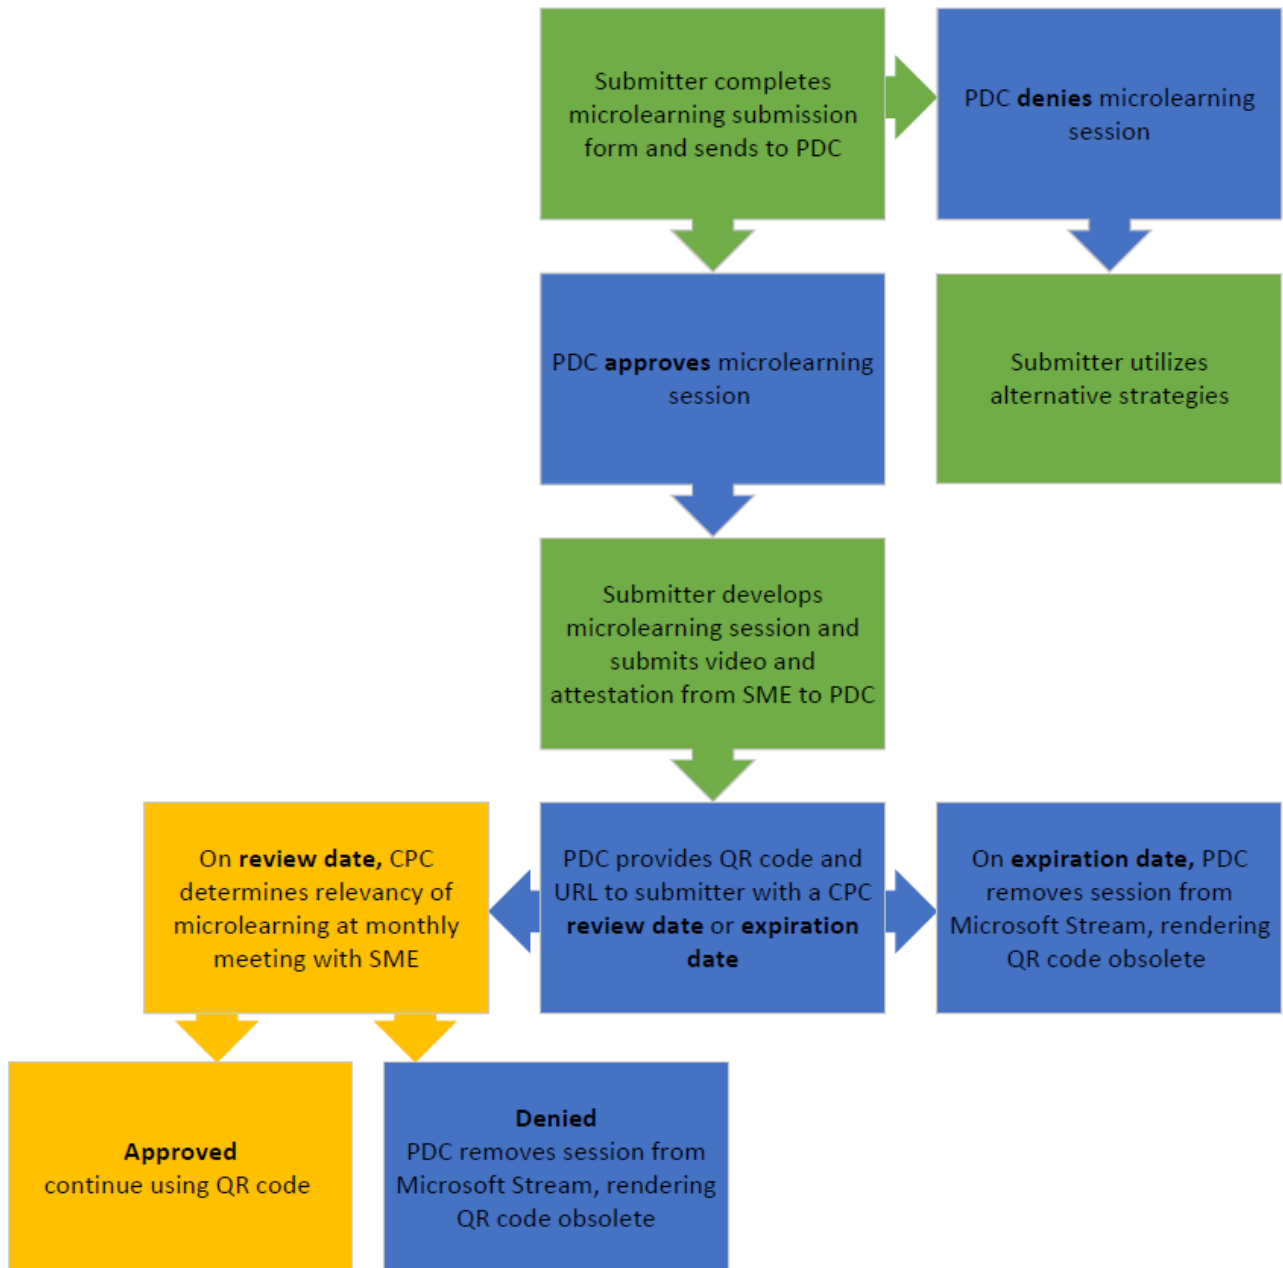 Submitter completes
microlearning submission
form and sends to PDC
PDC denies microlearning
session
PDC approves microlearning
session
Submitter utilizes
alternative strategies
Submitter develops
microlearning session and
submits video and
attestation from SME to PDC
On review date, CPC
determines relevancy of
microlearning at monthly
meeting with SME
PDC provides QR code and
URL to submitter with a CPC
review date or expiration
date
On expiration date, PDC
removes session from
Microsoft Stream, rendering
QR code obsolete
Approved
continue using QR code
Denied
PDC removes session from
Microsoft Stream, rendering
QR code obsolete